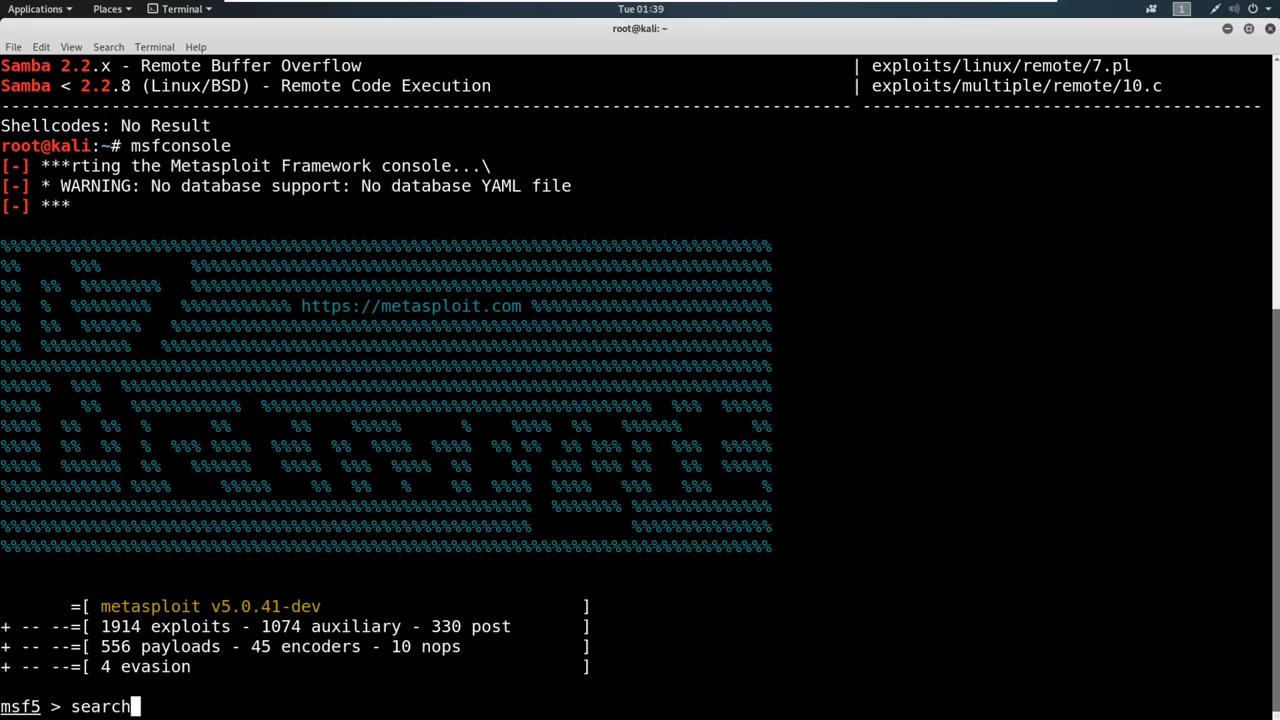 Applications Places Terminal Tue 01:39 1
root@kali: ~
File Edit View Search Terminal Help
Samba 2.2.x - Remote Buffer Overflow | exploits/linux/remote/7.pl
Samba < 2.2.8 (Linux/BSD) - Remote Code Execution | exploits/multiple/remote/10.c
Shellcodes: No Result
root@kali:~# msfconsole
[-] ***rting the Metasploit Framework console...\
[-] * WARNING: No database support: No database YAML file
[-] ***
https://metasploit.com
=[ metasploit v5.0.41-dev ]
+ -- --=[ 1914 exploits - 1074 auxiliary - 330 post ]
+ -- --=[ 556 payloads - 45 encoders - 10 nops ]
+ -- --=[ 4 evasion ]
msf5 > search